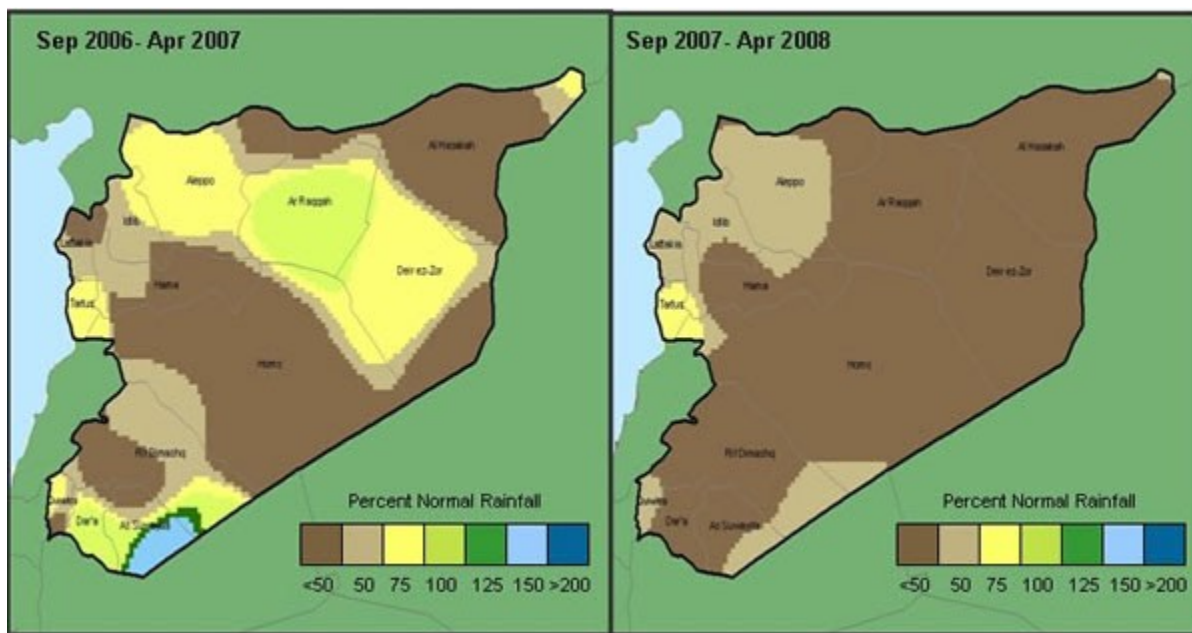 Sep 2006- Apr 2007
Al Hasakah
Aleppo
Ar Raqqah
Idlib
Lattakia
Deir ez-Zor
Hama
Tartus
Homs
Rif Dimashq
Dar'a
As Suwayda
Percent Normal Rainfall
<50 50 75 100 125 150 >200
Sep 2007- Apr 2008
Al Hasakah
Aleppo
Ar Raqqah
Idlib
Lattakia
Deir ez-Zor
Hama
Tartus
Homs
Rif Dimashq
Dar'a
As Suwayda
Percent Normal Rainfall
<50 50 75 100 125 150 >200